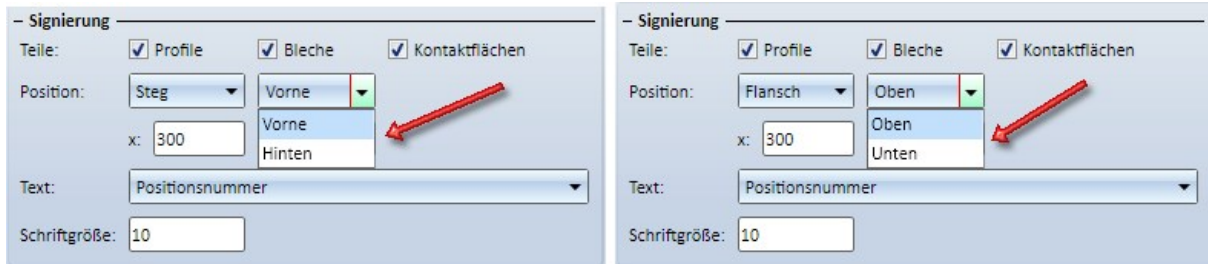 Signierung
Teile: Profile Bleche Kontaktflächen
Position: Steg Vorne
Vorne
x: 300
Hinten
Text: Positionsnummer
Schriftgröße: 10
Signierung
Teile: Profile Bleche Kontaktflächen
Position: Flansch Oben
Oben
x: 300
Unten
Text: Positionsnummer
Schriftgröße: 10